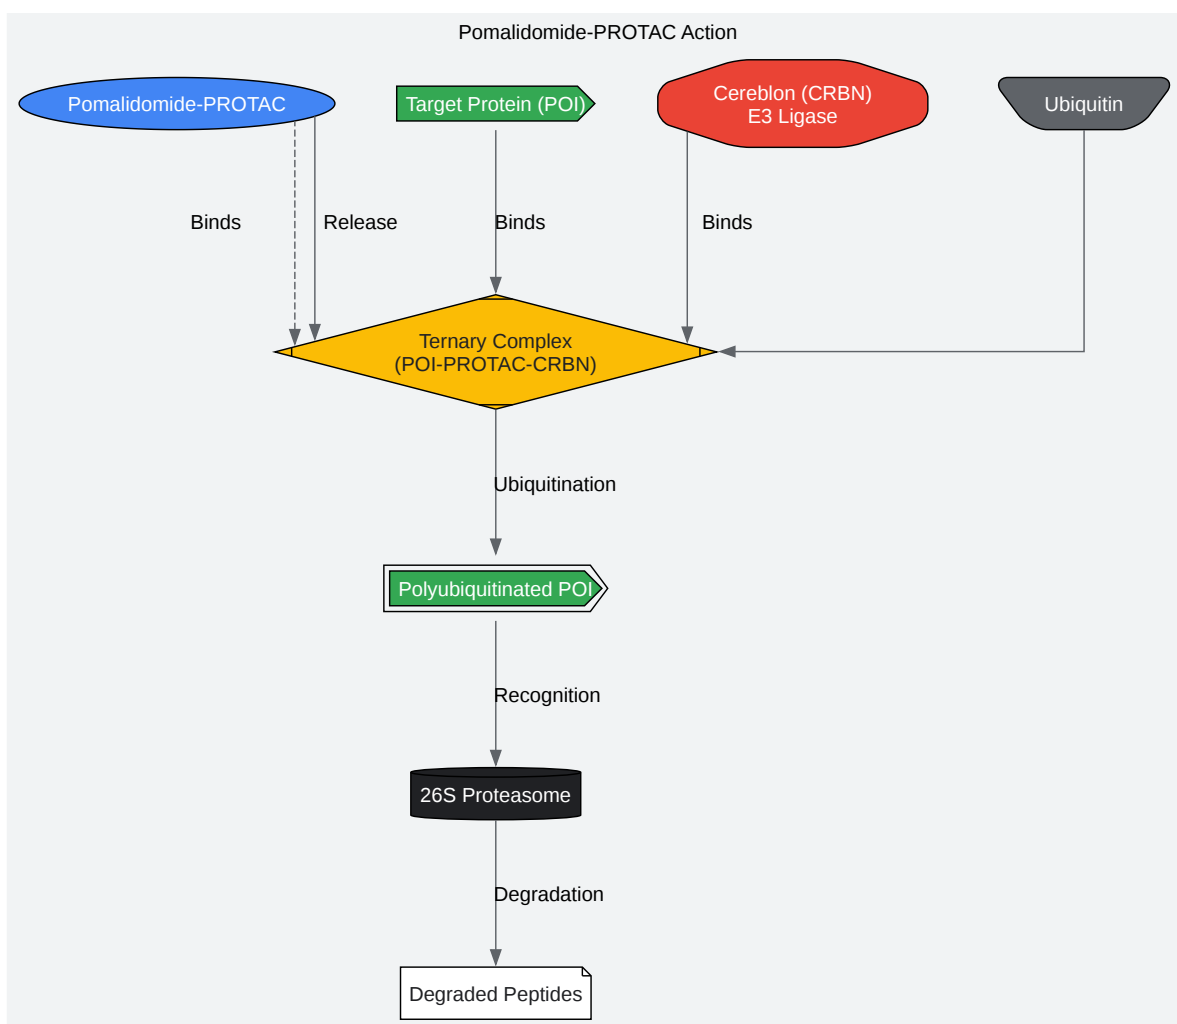 Pomalidomide-PROTAC Action
Pomalidomide-PROTAC
Target Protein (POI)
Cereblon (CRBN)
E3 Ligase
Ubiquitin
Binds
Release
Binds
Binds
Ternary Complex
(POI-PROTAC-CRBN)
Ubiquitination
Polyubiquitinated POI
Recognition
26S Proteasome
Degradation
Degraded Peptides